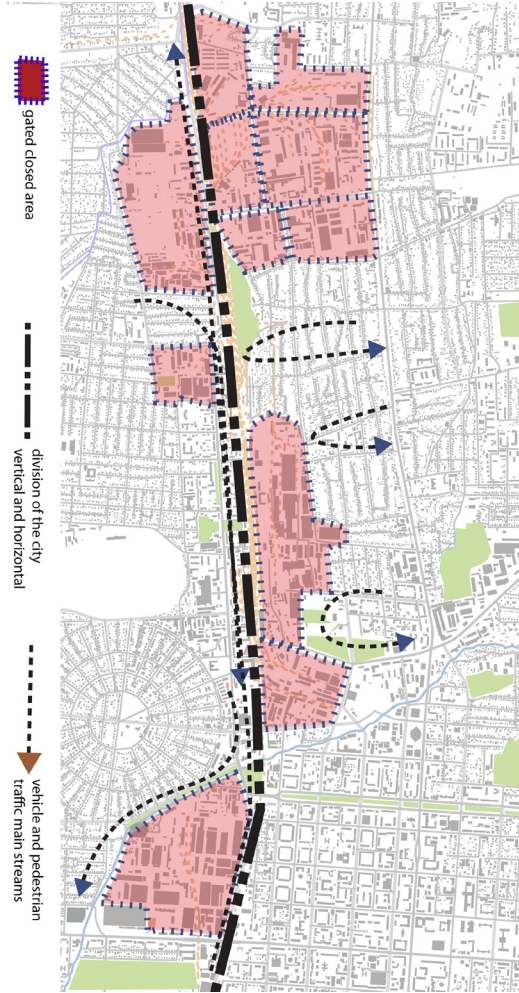 gated closed area
division of the city
vertical and horizontal
vehicle and pedestrian
traffic main streams